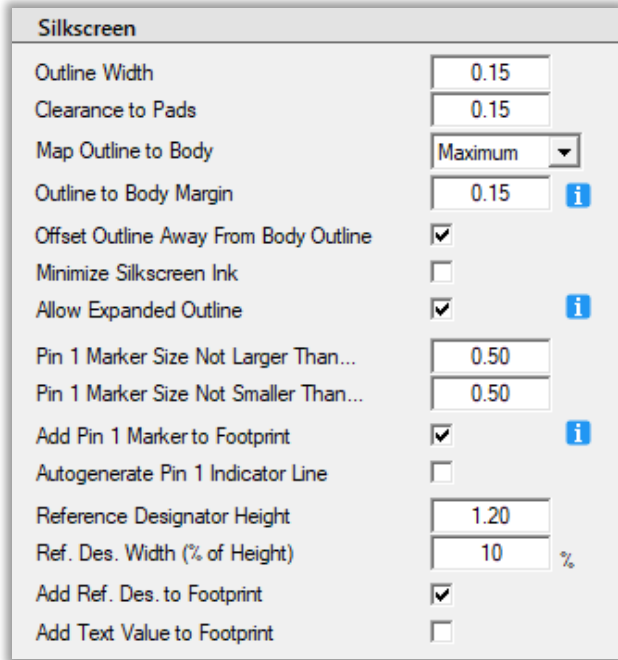 Silkscreen
Outline Width 0.15
Clearance to Pads 0.15
Map Outline to Body Maximum
Outline to Body Margin 0.15 i
Offset Outline Away From Body Outline
Minimize Silkscreen Ink
Allow Expanded Outline i
Pin 1 Marker Size Not Larger Than... 0.50
Pin 1 Marker Size Not Smaller Than... 0.50
Add Pin 1 Marker to Footprint i
Autogenerate Pin 1 Indicator Line
Reference Designator Height 1.20
Ref. Des. Width (% of Height) 10 %
Add Ref. Des. to Footprint
Add Text Value to Footprint